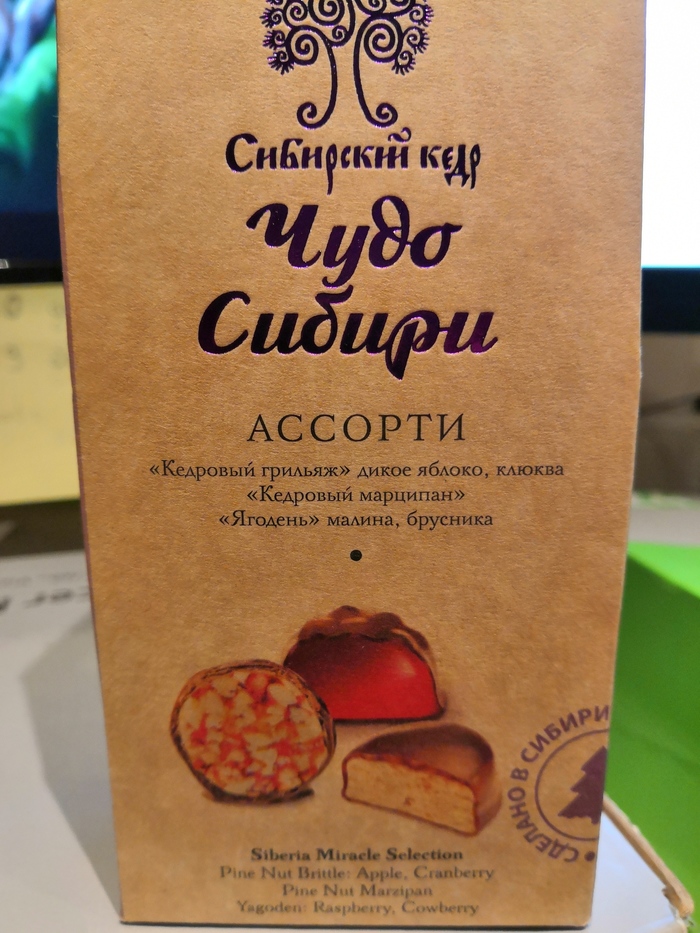 Сибирский кедр
Чудо
Сибири
АССОРТИ
«Кедровый грильяж» дикое яблоко, клюква
«Кедровый марципан»
«Ягодень» малина, брусника
СДЕЛАНО В СИБИРИ
Siberia Miracle Selection
Pine Nut Brittle: Apple, Cranberry
Pine Nut Marzipan
Yagoden: Raspberry, Cowberry